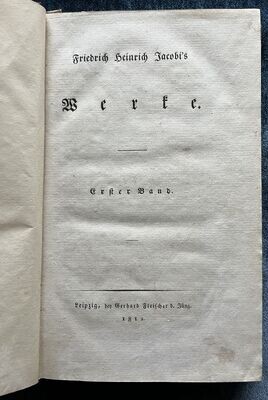 Friedrich Heinrich Jacobi's
Werke.
Erster Band.
Leipzig, bey Gerhard Fleischer d. Jüng.
1812